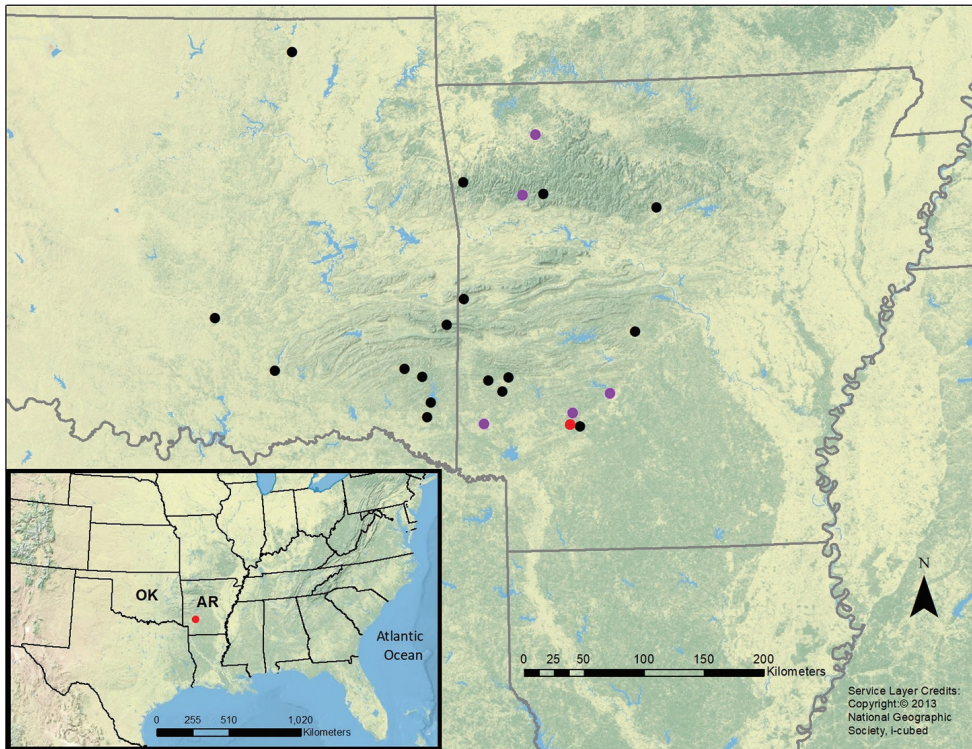 N
0 25 50 100 150 200
Kilometers
Service Layer Credits:
Copyright:© 2013
National Geographic
Society, i-cubed
OK
AR
Atlantic
Ocean
0 255 510 1,020
Kilometers